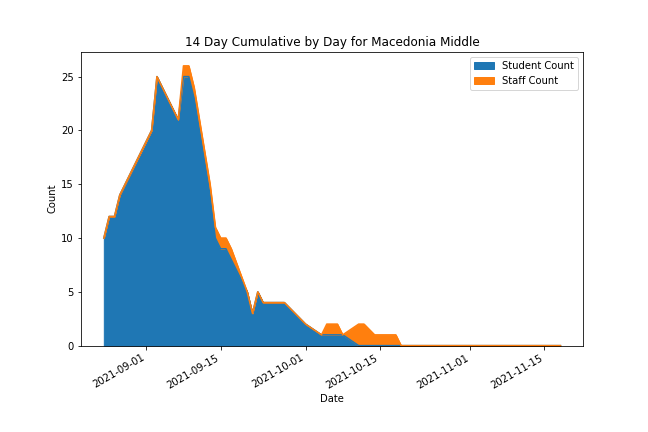 14 Day Cumulative by Day for Macedonia Middle
Student Count
Staff Count
25
20
15
10
5
0
Count
2021-09-01
2021-09-15
2021-10-01
2021-10-15
2021-11-01
2021-11-15
Date